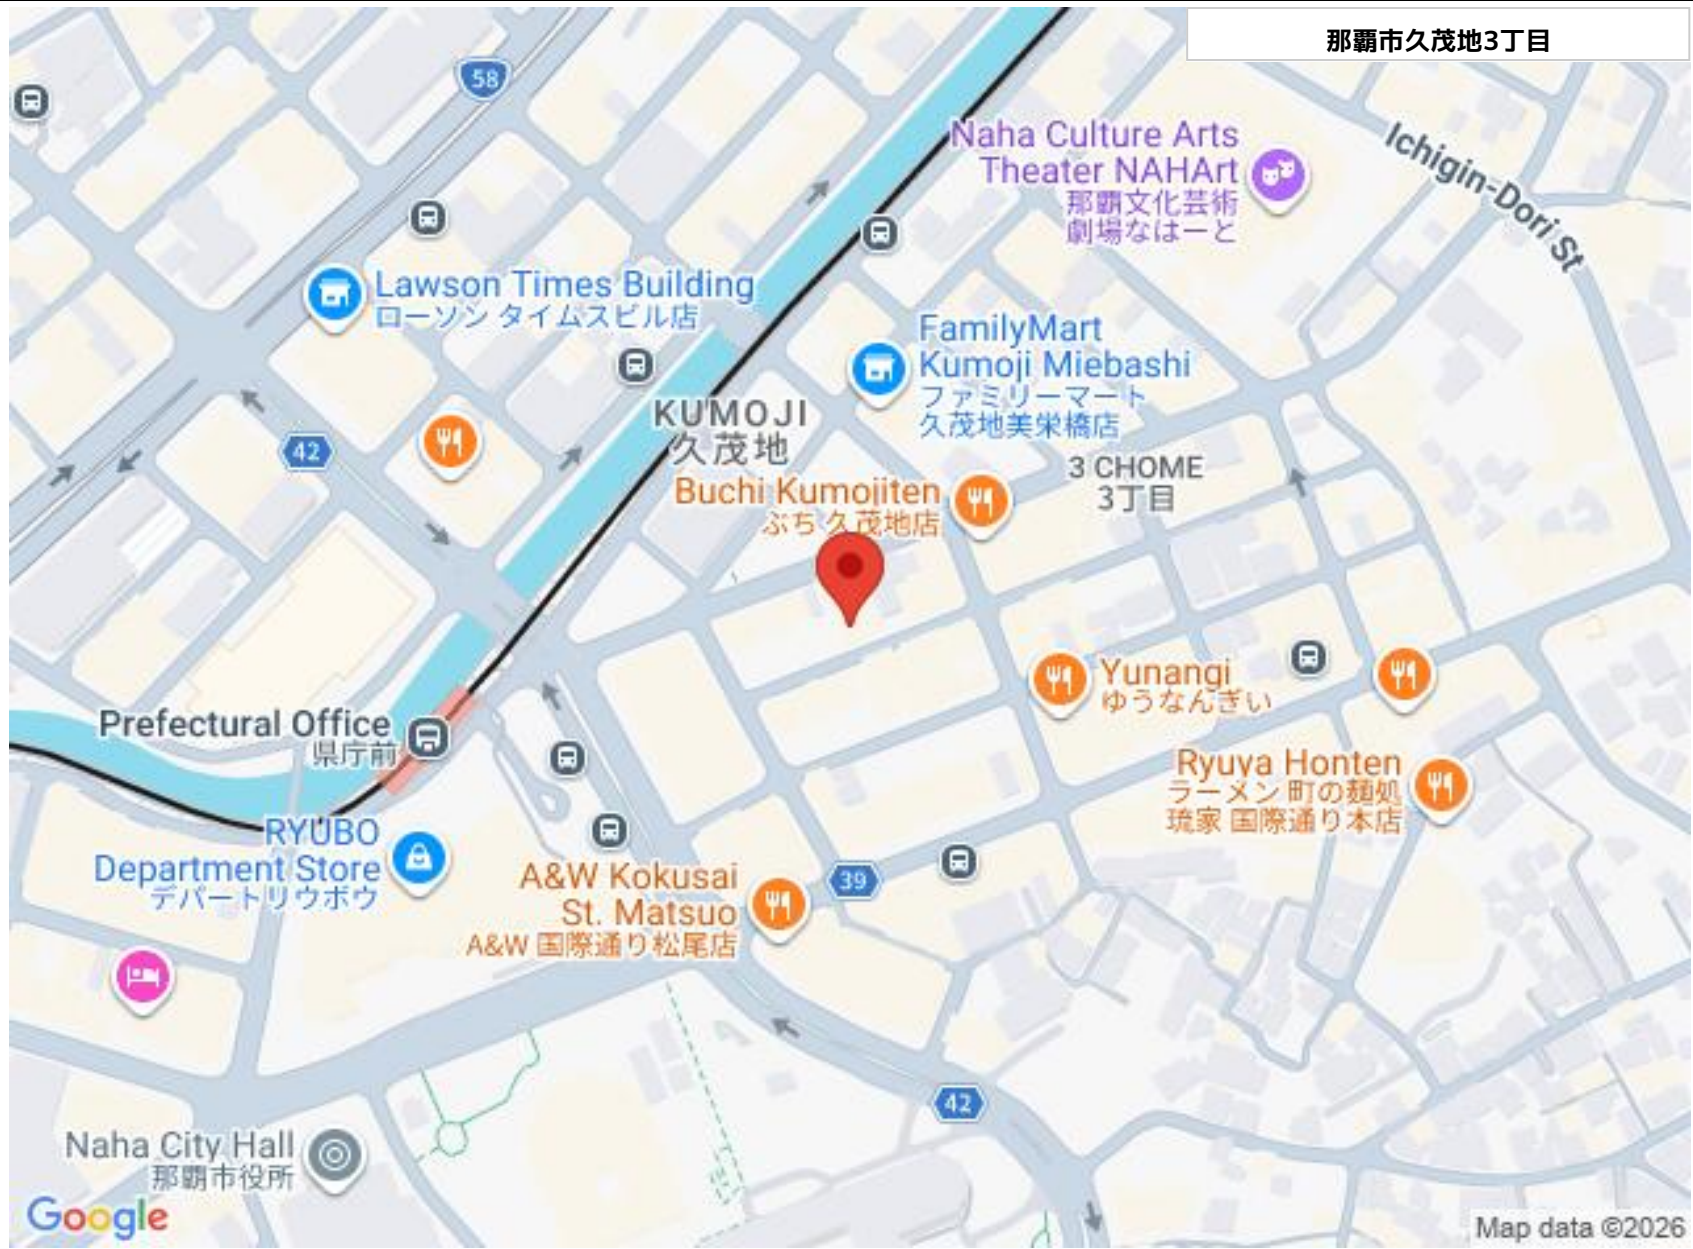 那覇市久茂地3丁目
58
Naha Culture Arts
Theater NAHArt
那覇文化芸術
劇場なはーと
Ichigin-Dori St
Lawson Times Building
ローソン タイムスビル店
FamilyMart
Kumoji Miebashi
ファミリーマート
久茂地美栄橋店
KUMOJI
久茂地
42
3 CHOME
3丁目
Buchi Kumojiten
ぶち 久茂地店
Yunangi
ゆうなんぎい
Prefectural Office
県庁前
Ryuya Honten
ラーメン 町の麺処
琉家 国際通り本店
RYUBO
Department Store
デパートリウボウ
A&W Kokusai
St. Matsuo
A&W 国際通り松尾店
39
42
Naha City Hall
那覇市役所
Google
Map data ©2026